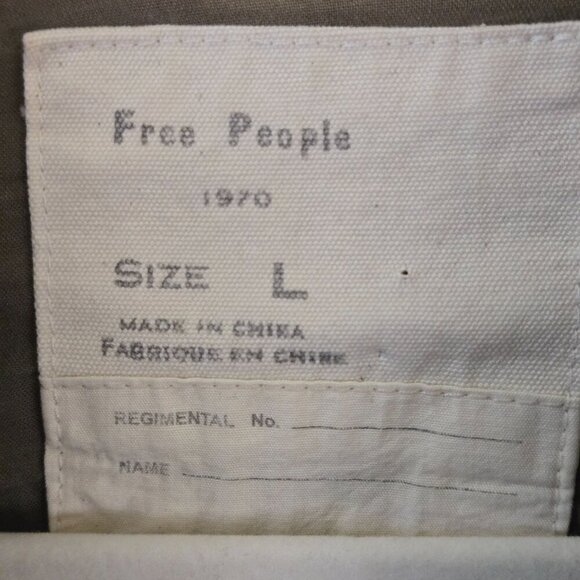 Free People
1970
SIZE L
MADE IN CHINA
FABRIQUE EN CHINE
REGIMENTAL No.
NAME